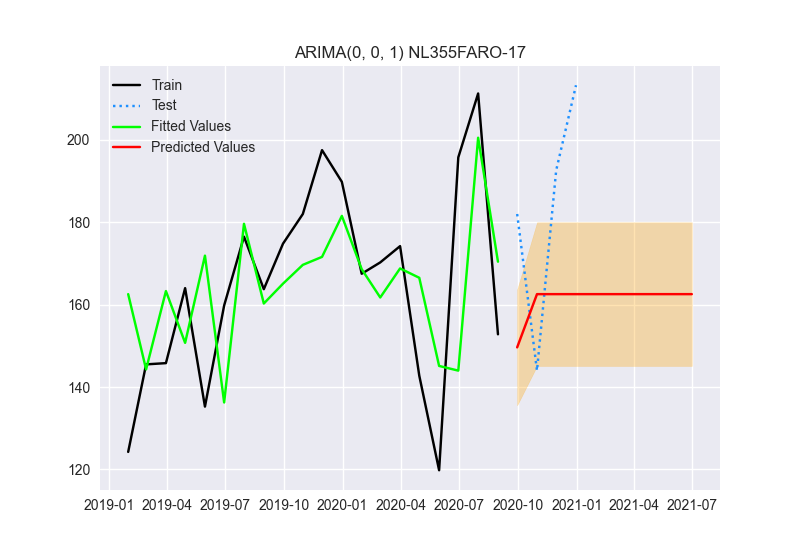 ARIMA(0, 0, 1) NL355FARO-17
Train
Test
Fitted Values
Predicted Values
200
180
160
140
120
2019-01 2019-04 2019-07 2019-10 2020-01 2020-04 2020-07 2020-10 2021-01 2021-04 2021-07